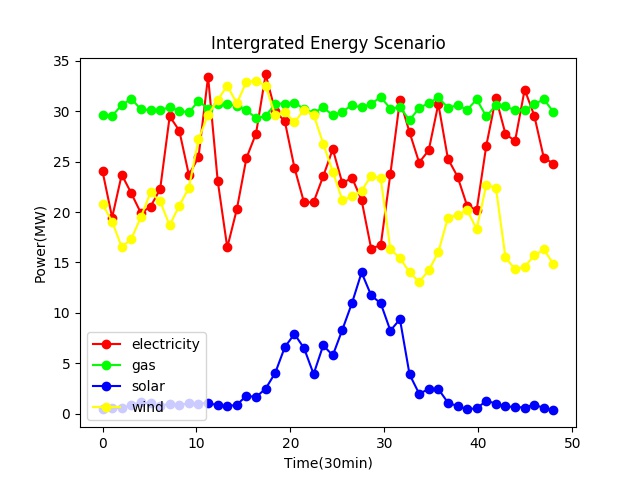 Intergrated Energy Scenario
Power(MW)
35
30
25
20
15
10
5
0
electricity
gas
solar
wind
0 10 20 30 40 50
Time(30min)